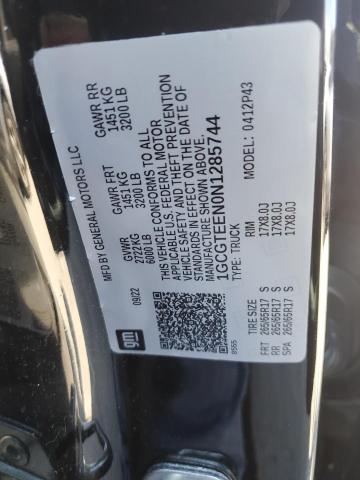 MFD BY GENERAL MOTORS LLC
09/22
GVWR
2722KG
6000 LB
GAWR FRT
1451 KG
3200 LB
GAWR RR
1451 KG
3200 LB
THIS VEHICLE CONFORMS TO ALL
APPLICABLE U.S. FEDERAL MOTOR
VEHICLE SAFETY AND THEFT PREVENTION
STANDARDS IN EFFECT ON THE DATE OF
MANUFACTURE SHOWN ABOVE.
1GCGTEEN0N1285744
TYPE: TRUCK
MODEL: 0412P43
gm
TIRE SIZE RIM
FRT 265/65R17 S 17X8.0J
RR 265/65R17 S 17X8.0J
SPA 265/65R17 S 17X8.0J